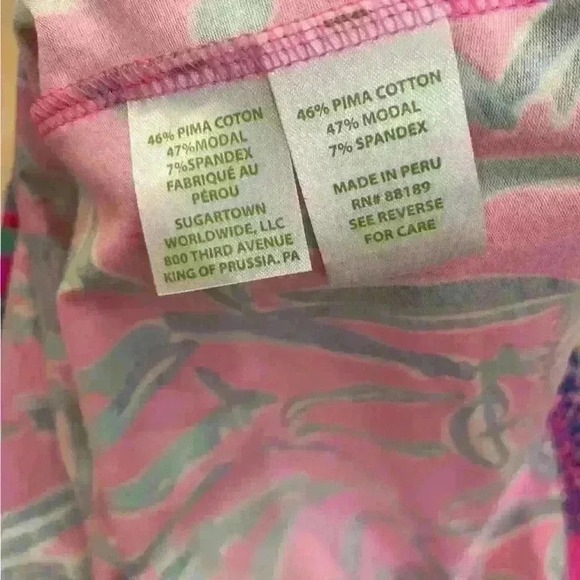 46% PIMA COTON
47%MODAL
7%SPANDEX
FABRIQUÉ AU
PÉROU
SUGARTOWN
WORLDWIDE, LLC
800 THIRD AVENUE
KING OF PRUSSIA, PA
46% PIMA COTTON
47% MODAL
7% SPANDEX
MADE IN PERU
RN# 88189
SEE REVERSE
FOR CARE